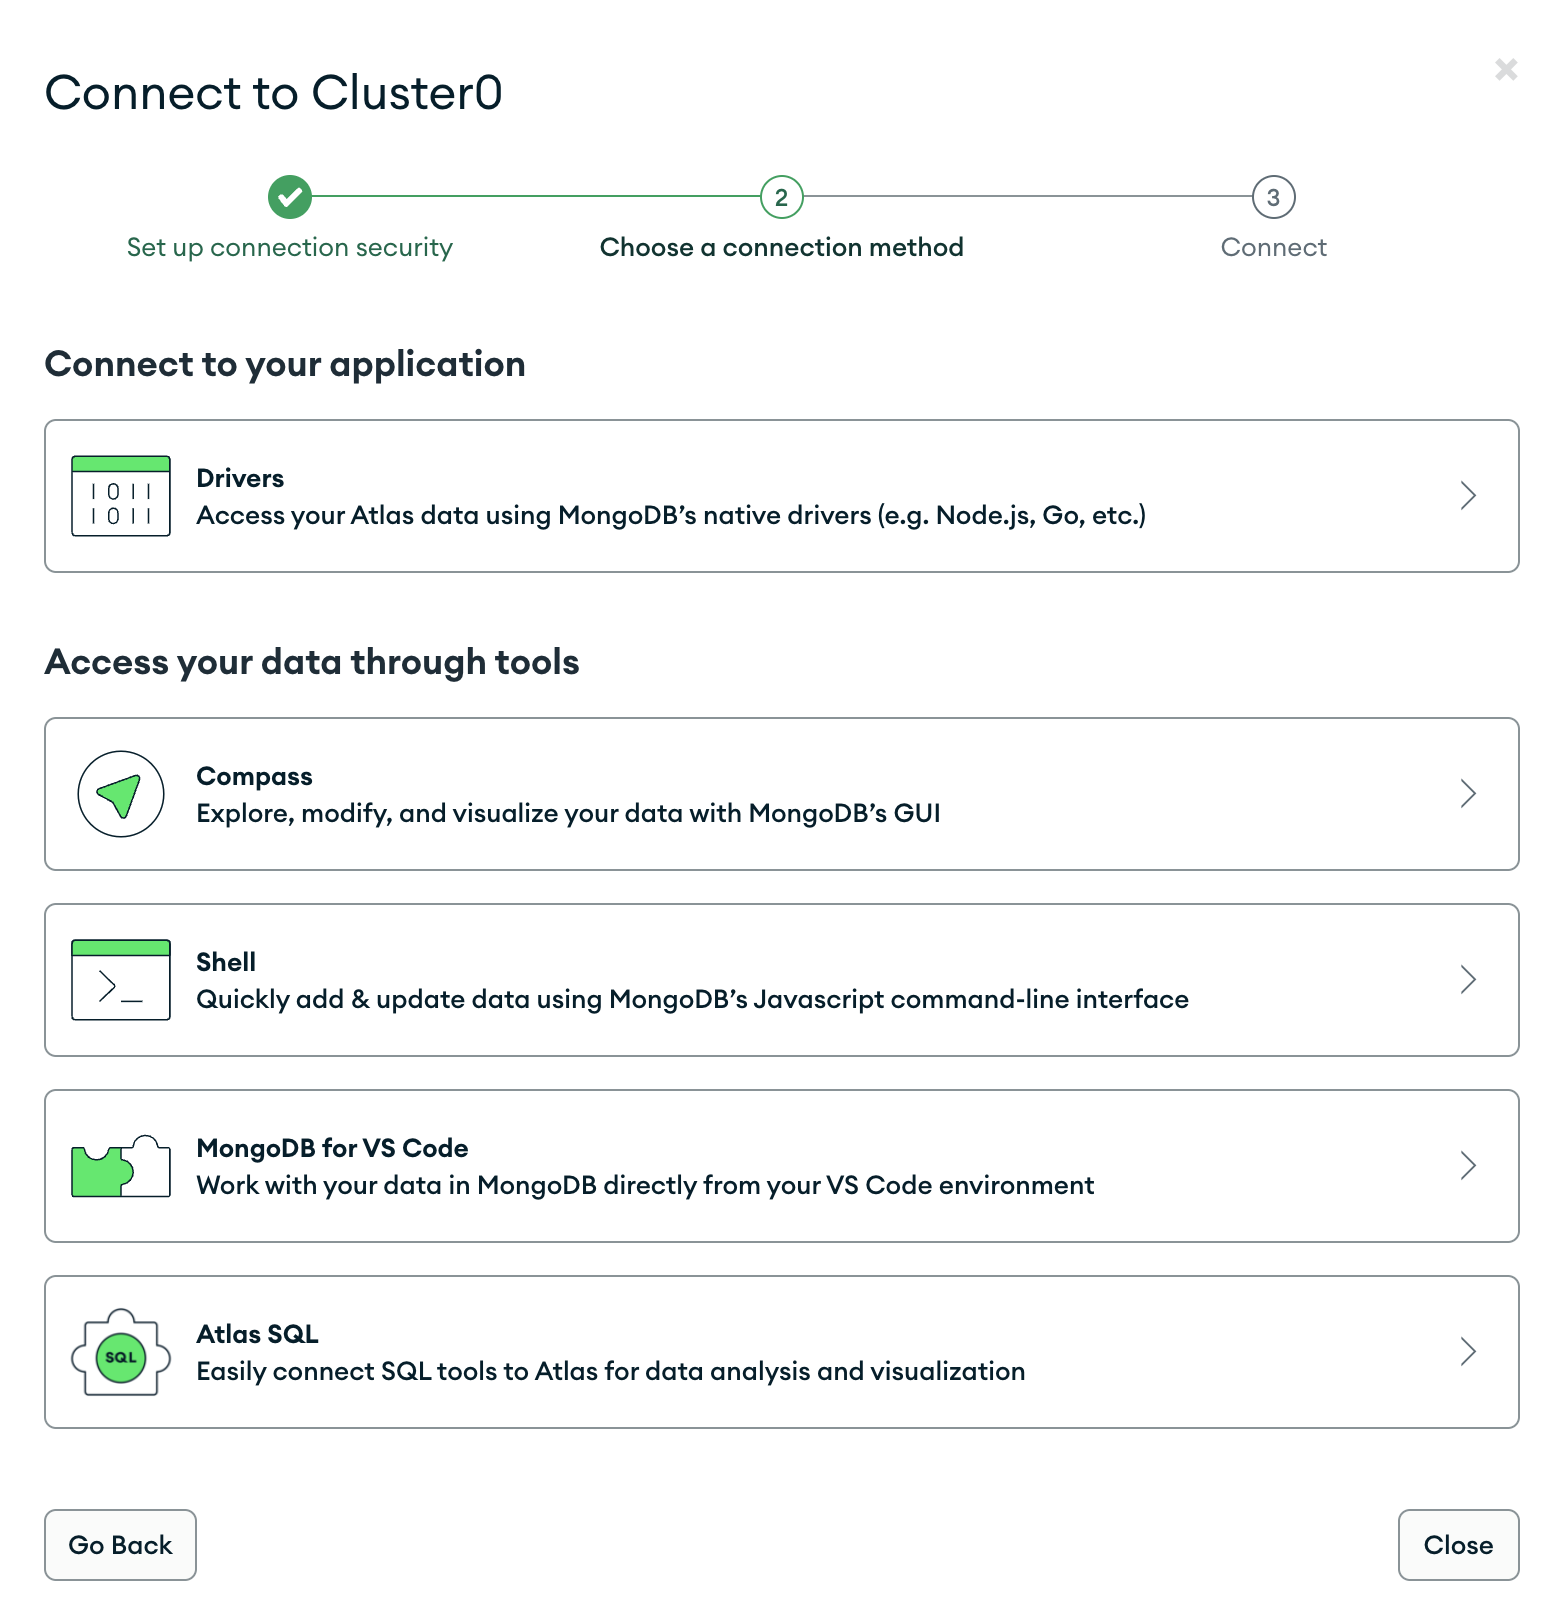 Connect to Cluster0
2
3
Set up connection security
Choose a connection method
Connect
Connect to your application
1011
1011
Drivers
Access your Atlas data using MongoDB’s native drivers (e.g. Node.js, Go, etc.)
Access your data through tools
Compass
Explore, modify, and visualize your data with MongoDB’s GUI
>_
Shell
Quickly add & update data using MongoDB’s Javascript command-line interface
MongoDB for VS Code
Work with your data in MongoDB directly from your VS Code environment
SQL
Atlas SQL
Easily connect SQL tools to Atlas for data analysis and visualization
Go Back
Close